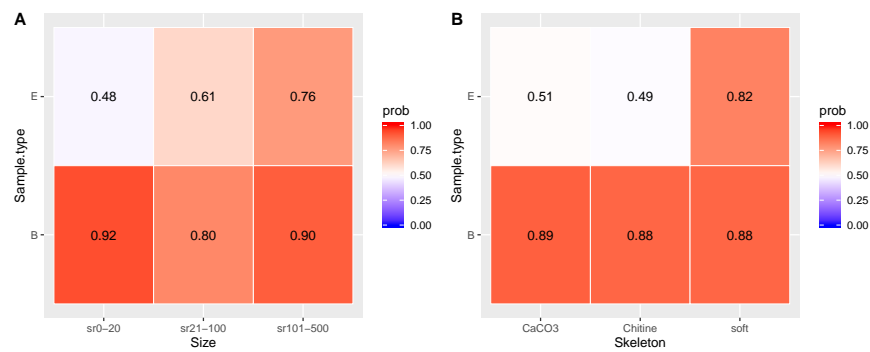 A
Sample.type
E
B
0.48
0.61
0.76
0.92
0.80
0.90
sr0−20
sr21−100
sr101−500
Size
prob
1.00
0.75
0.50
0.25
0.00
B
Sample.type
E
B
0.51
0.49
0.82
0.89
0.88
0.88
CaCO3
Chitine
soft
Skeleton
prob
1.00
0.75
0.50
0.25
0.00